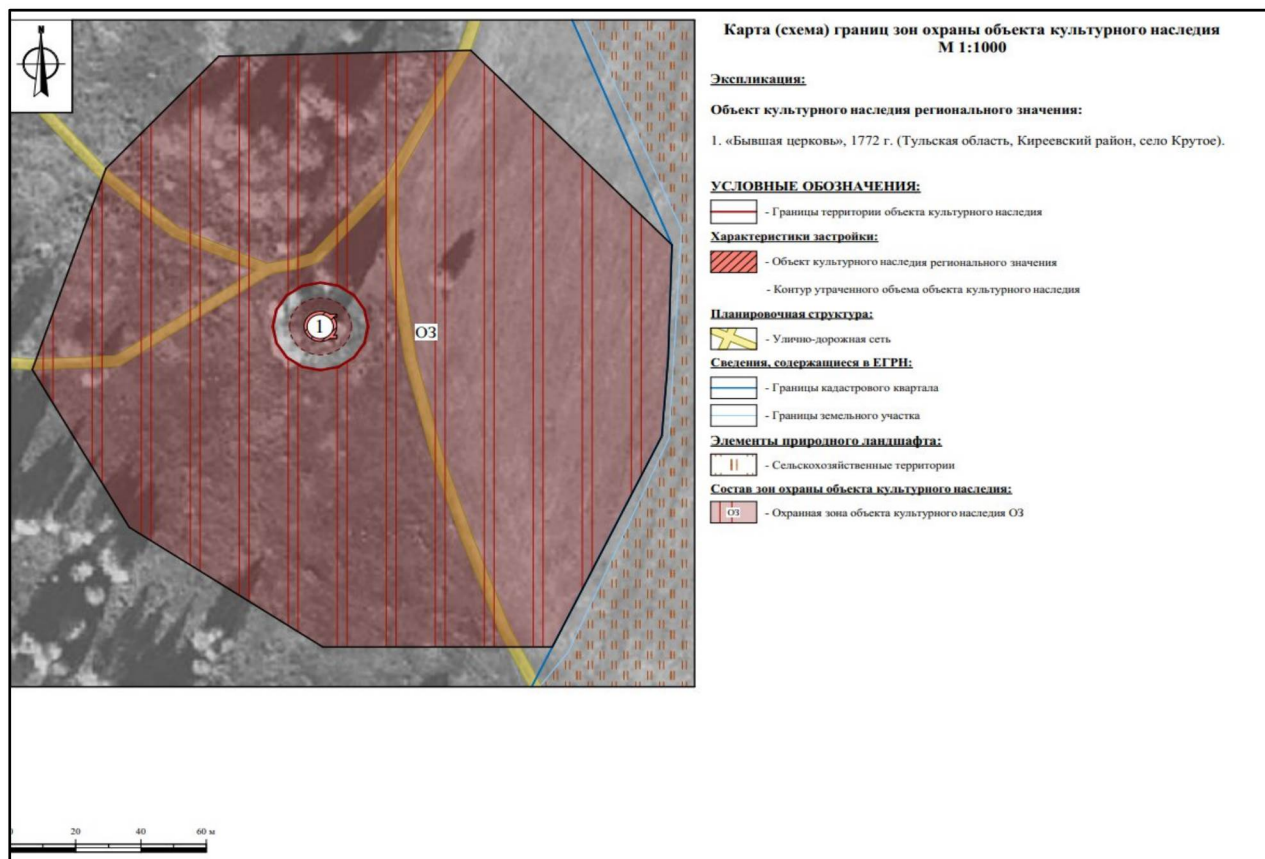 Карта (схема) границ зон охраны объекта культурного наследия
М 1:1000
N
Экспликация:
Объект культурного наследия регионального значения:
1. «Бывшая церковь», 1772 г. (Тульская область, Киреевский район, село Крутое).
УСЛОВНЫЕ ОБОЗНАЧЕНИЯ:
- Границы территории объекта культурного наследия
Характеристики застройки:
- Объект культурного наследия регионального значения
- Контур утраченного объема объекта культурного наследия
Планировочная структура:
- Улично-дорожная сеть
Сведения, содержащиеся в ЕГРН:
- Границы кадастрового квартала
- Границы земельного участка
Элементы природного ландшафта:
- Сельскохозяйственные территории
Состав зон охраны объекта культурного наследия:
ОЗ - Охранная зона объекта культурного наследия ОЗ
1
ОЗ
20 40 60 м